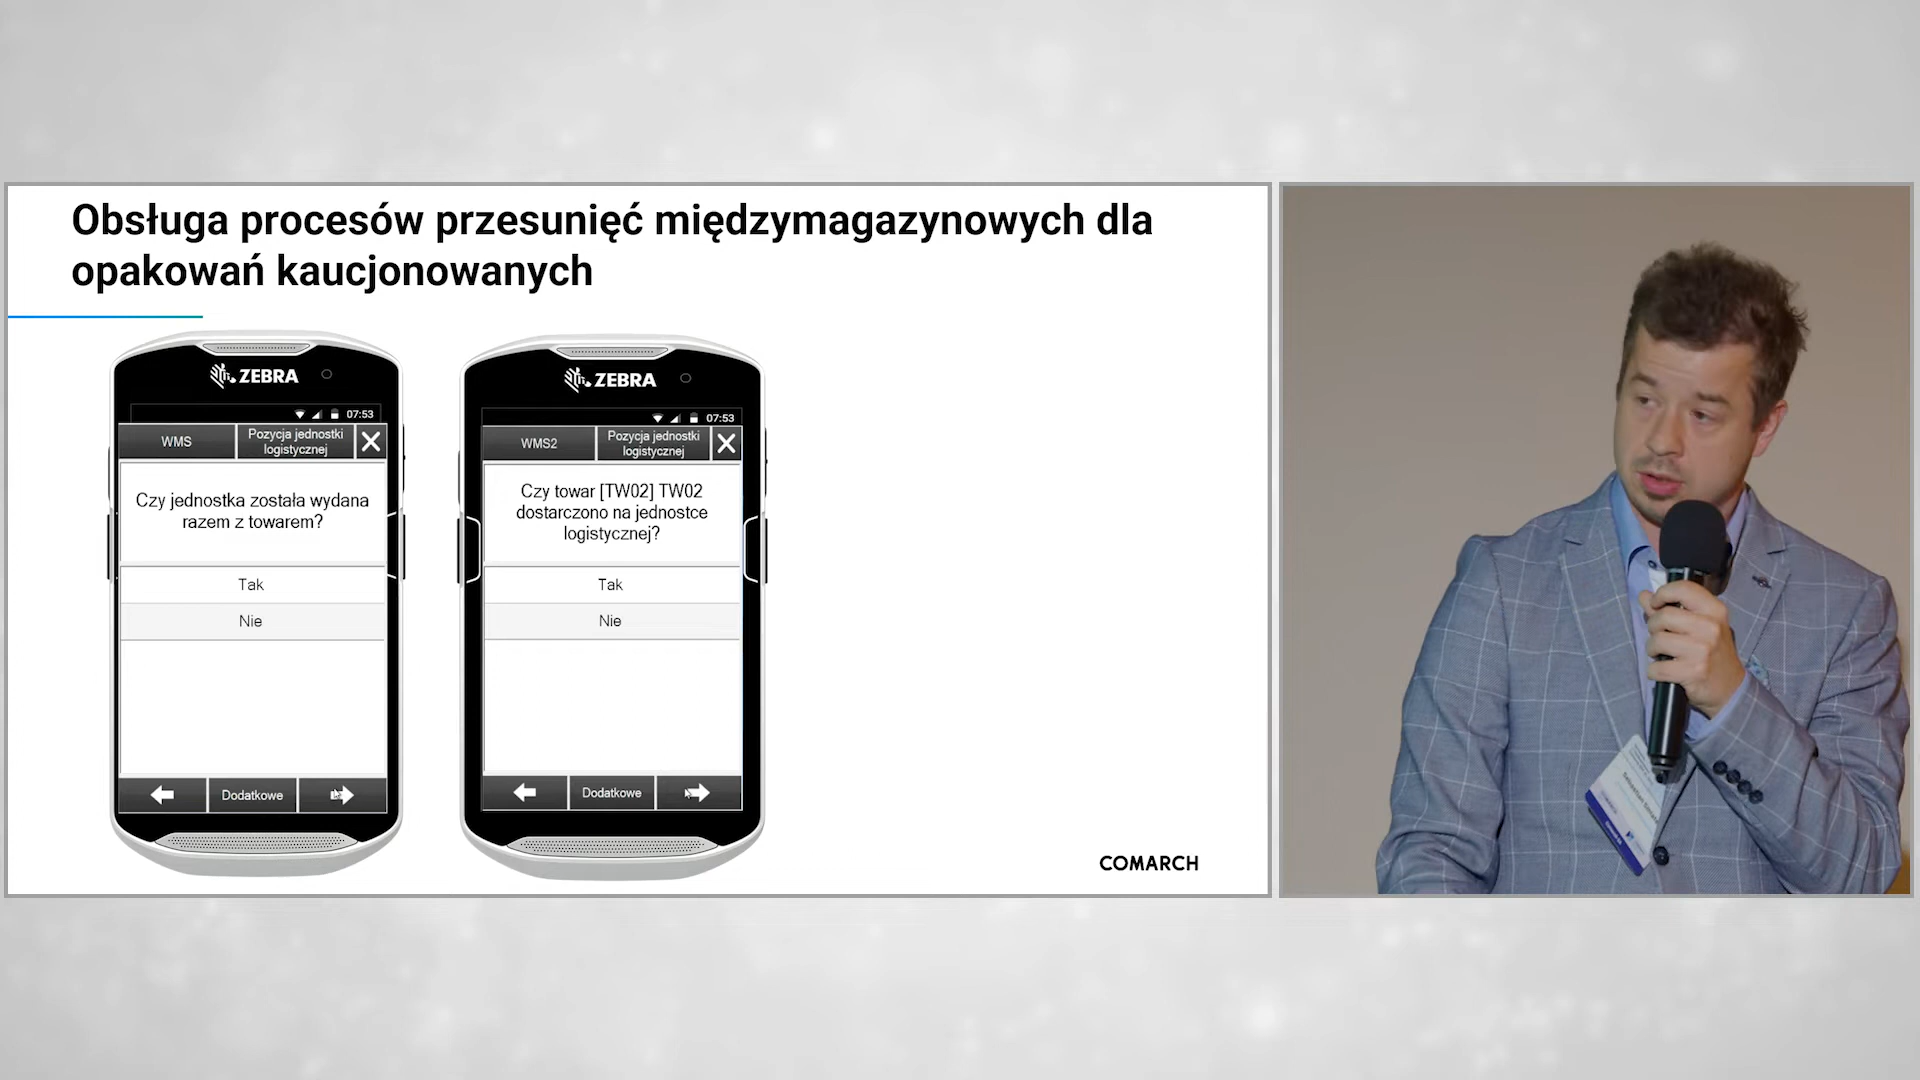 Obsługa procesów przesunięć międzymagazynowych dla
opakowań kaucjonowanych
ZEBRA
07:53
WMS
Pozycja jednostki
logistycznej
Czy jednostka została wydana
razem z towarem?
Tak
Nie
Dodatkowe
ZEBRA
07:53
WMS2
Pozycja jednostki
logistycznej
Czy towar [TW02] TW02
dostarczono na jednostce
logistycznej?
Tak
Nie
Dodatkowe
COMARCH